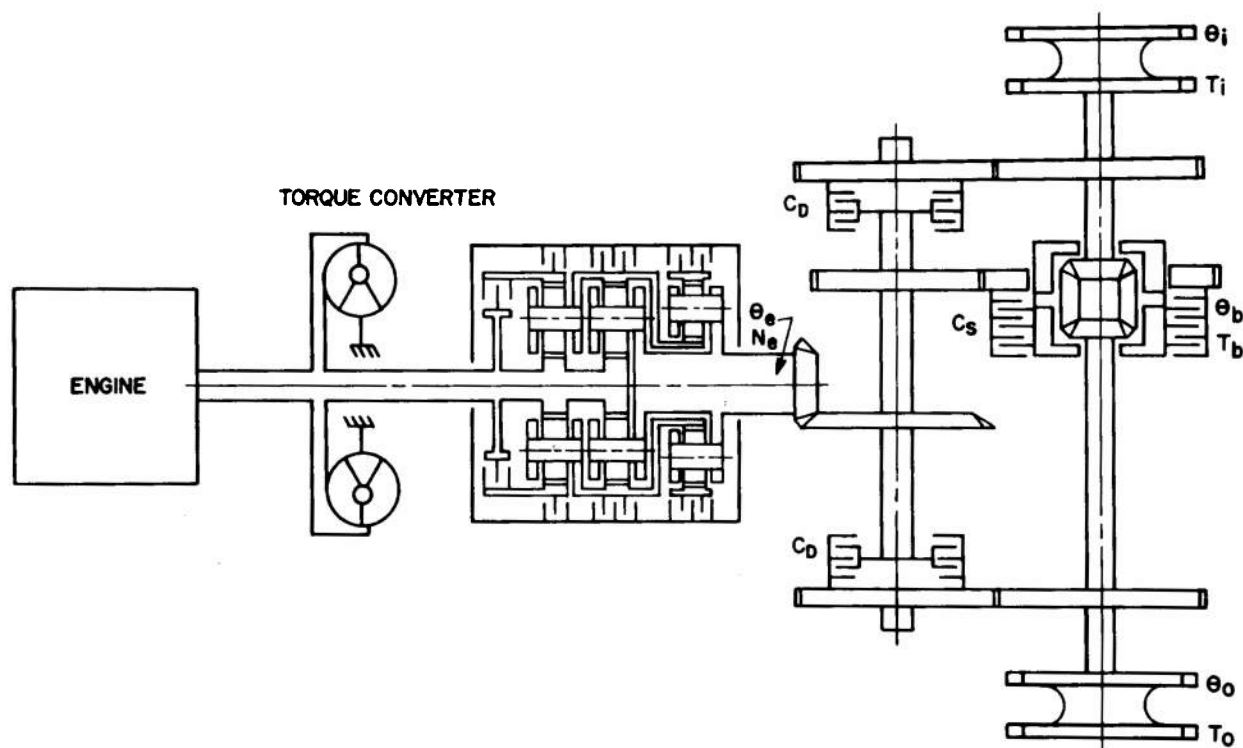 θi
Ti
TORQUE CONVERTER
CD
θe
Ne
CS
θb
Tb
ENGINE
CD
θo
To